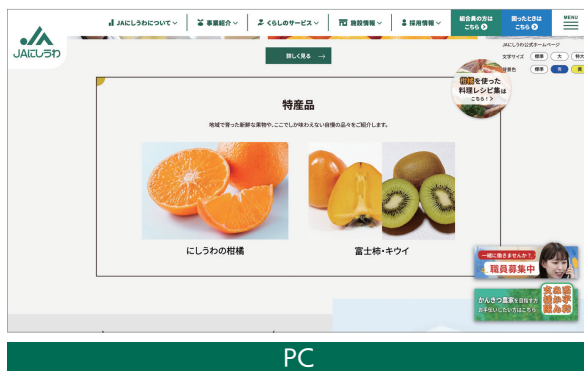 JAにしうわ
JAにしうわについて
事業紹介
くらしのサービス
施設情報
採用情報
組合員の方は
こちら
困ったときは
こちら
MENU
JAにしうわ公式ホームページ
文字サイズ 標準 大 特大
背景色 標準 青 黄
詳しく見る →
柑橘を使った
料理レシピ集は
こちら!>
特産品
地域で育った新鮮な果物や、ここでしか味わえない自慢の品々をご紹介します。
にしうわの柑橘
富士柿・キウイ
一緒に働きませんか?
職員募集中
かんきつ農家を目指す方
お手伝いしたい方はこちら
PC